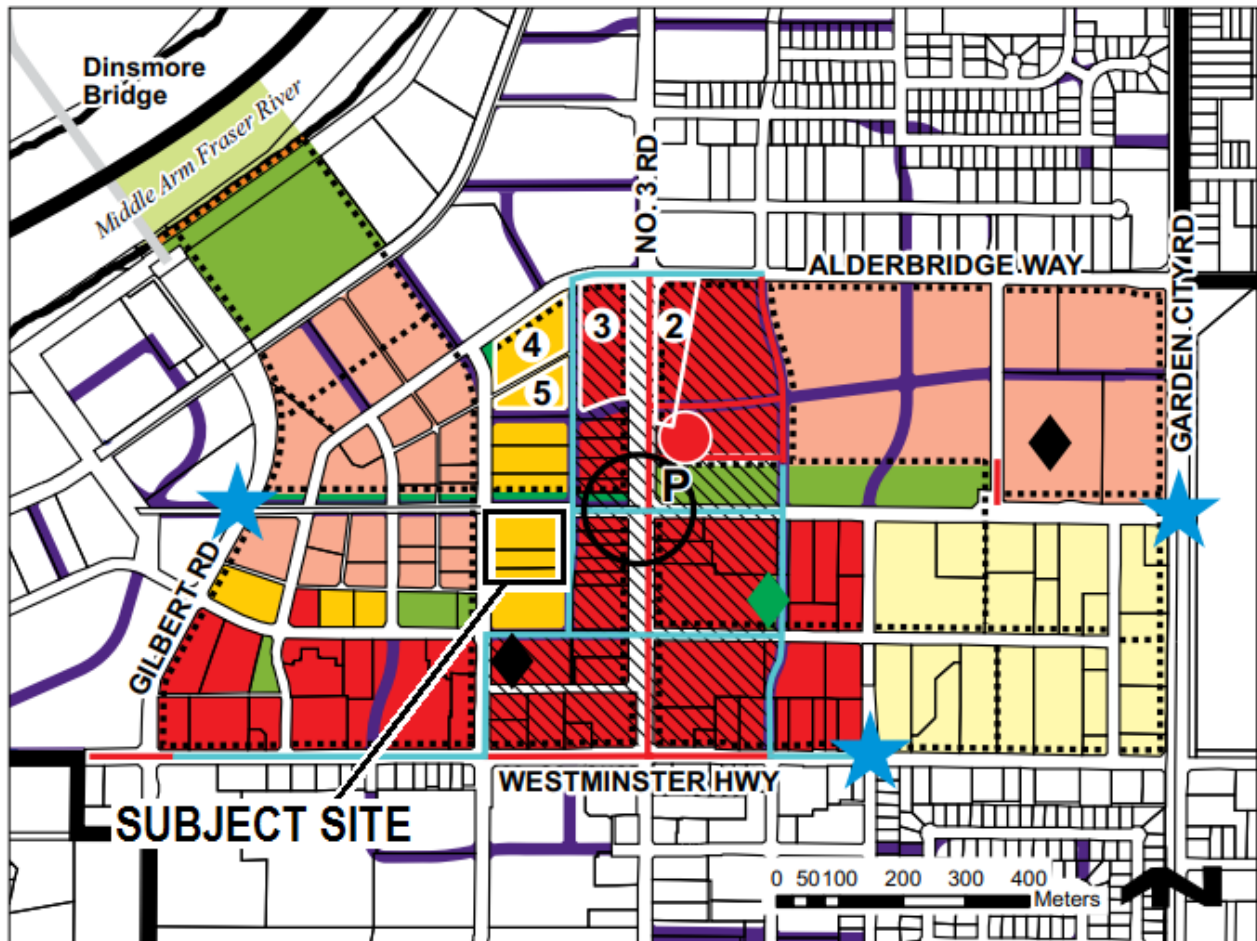 Dinsmore
Bridge
Middle Arm Fraser River
NO. 3 RD
ALDERBRIDGE WAY
GARDEN CITY RD
3
2
4
5
P
GILBERT RD
WESTMINSTER HWY
SUBJECT SITE
0 50 100 200 300 400
Meters